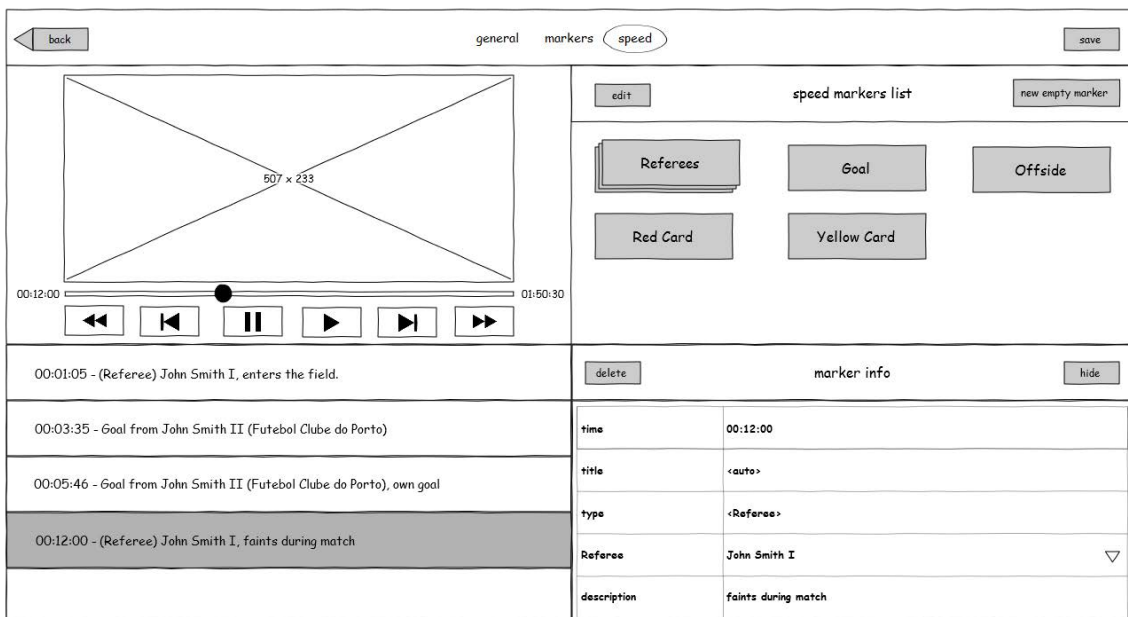 back
general markers speed
save
507 x 233
00:12:00
01:50:30
edit
speed markers list
new empty marker
Referees
Goal
Offside
Red Card
Yellow Card
00:01:05 - (Referee) John Smith I, enters the field.
00:03:35 - Goal from John Smith II (Futebol Clube do Porto)
00:05:46 - Goal from John Smith II (Futebol Clube do Porto), own goal
00:12:00 - (Referee) John Smith I, faints during match
delete
marker info
hide
time 00:12:00
title <auto>
type <Referee>
Referee John Smith I
description faints during match